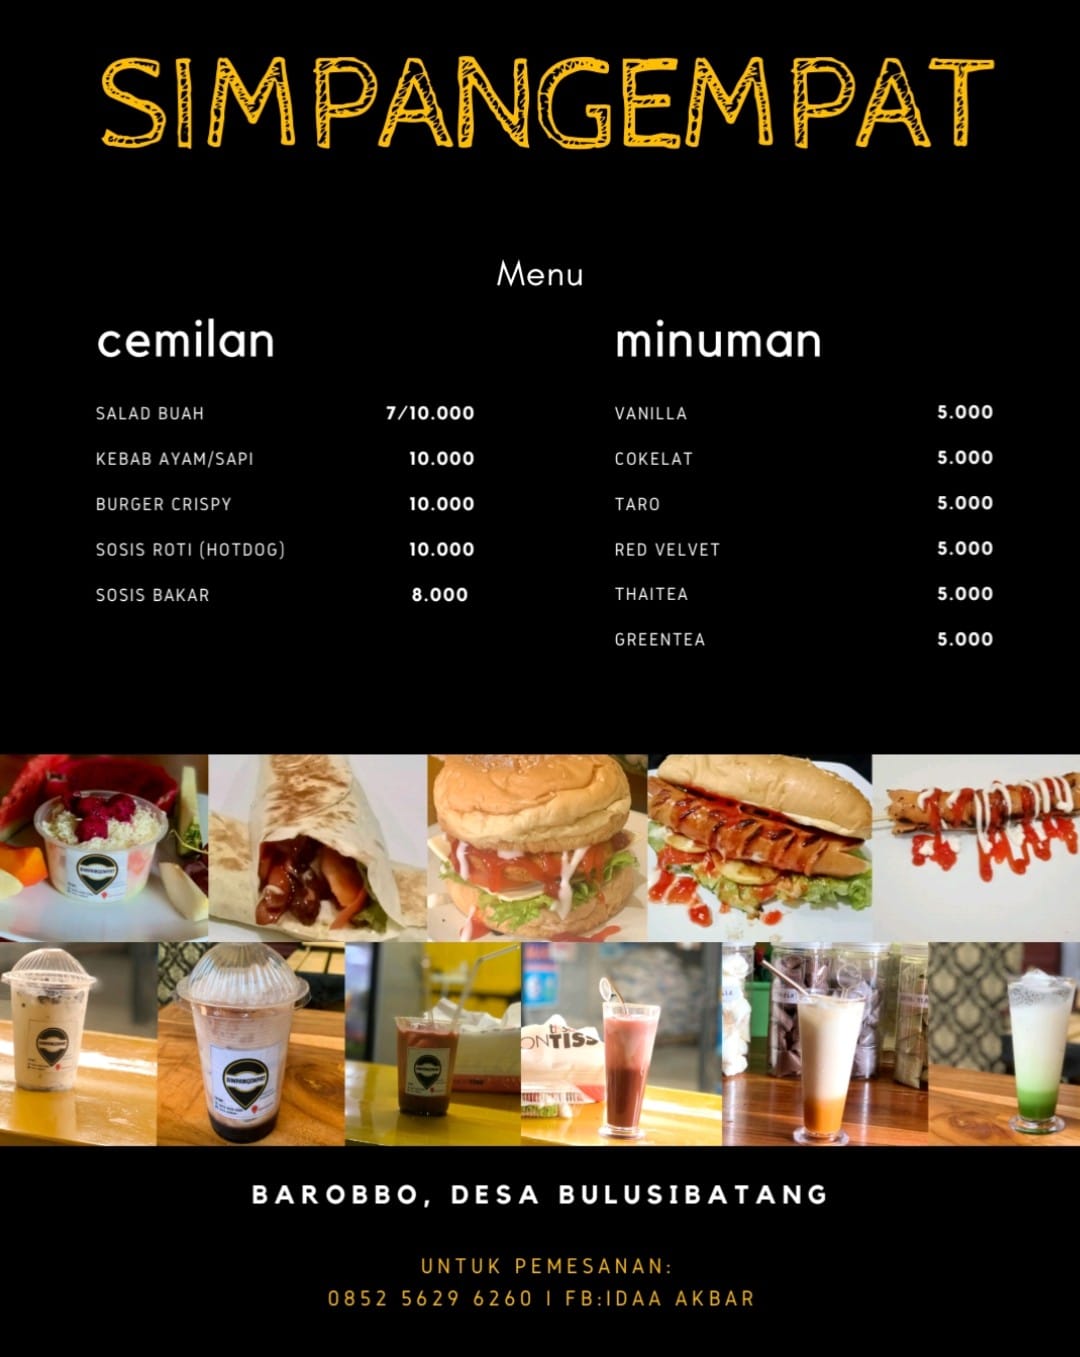 SIMPANGEMPAT
Menu
cemilan
SALAD BUAH 7/10.000
KEBAB AYAM/SAPI 10.000
BURGER CRISPY 10.000
SOSIS ROTI (HOTDOG) 10.000
SOSIS BAKAR 8.000
minuman
VANILLA 5.000
COKELAT 5.000
TARO 5.000
RED VELVET 5.000
THAITEA 5.000
GREENTEA 5.000
SIMPANGEMPAT
SIMPANGEMPAT
BAROBBO, DESA BULUSIBATANG
UNTUK PEMESANAN:
0852 5629 6260 | FB:IDAA AKBAR